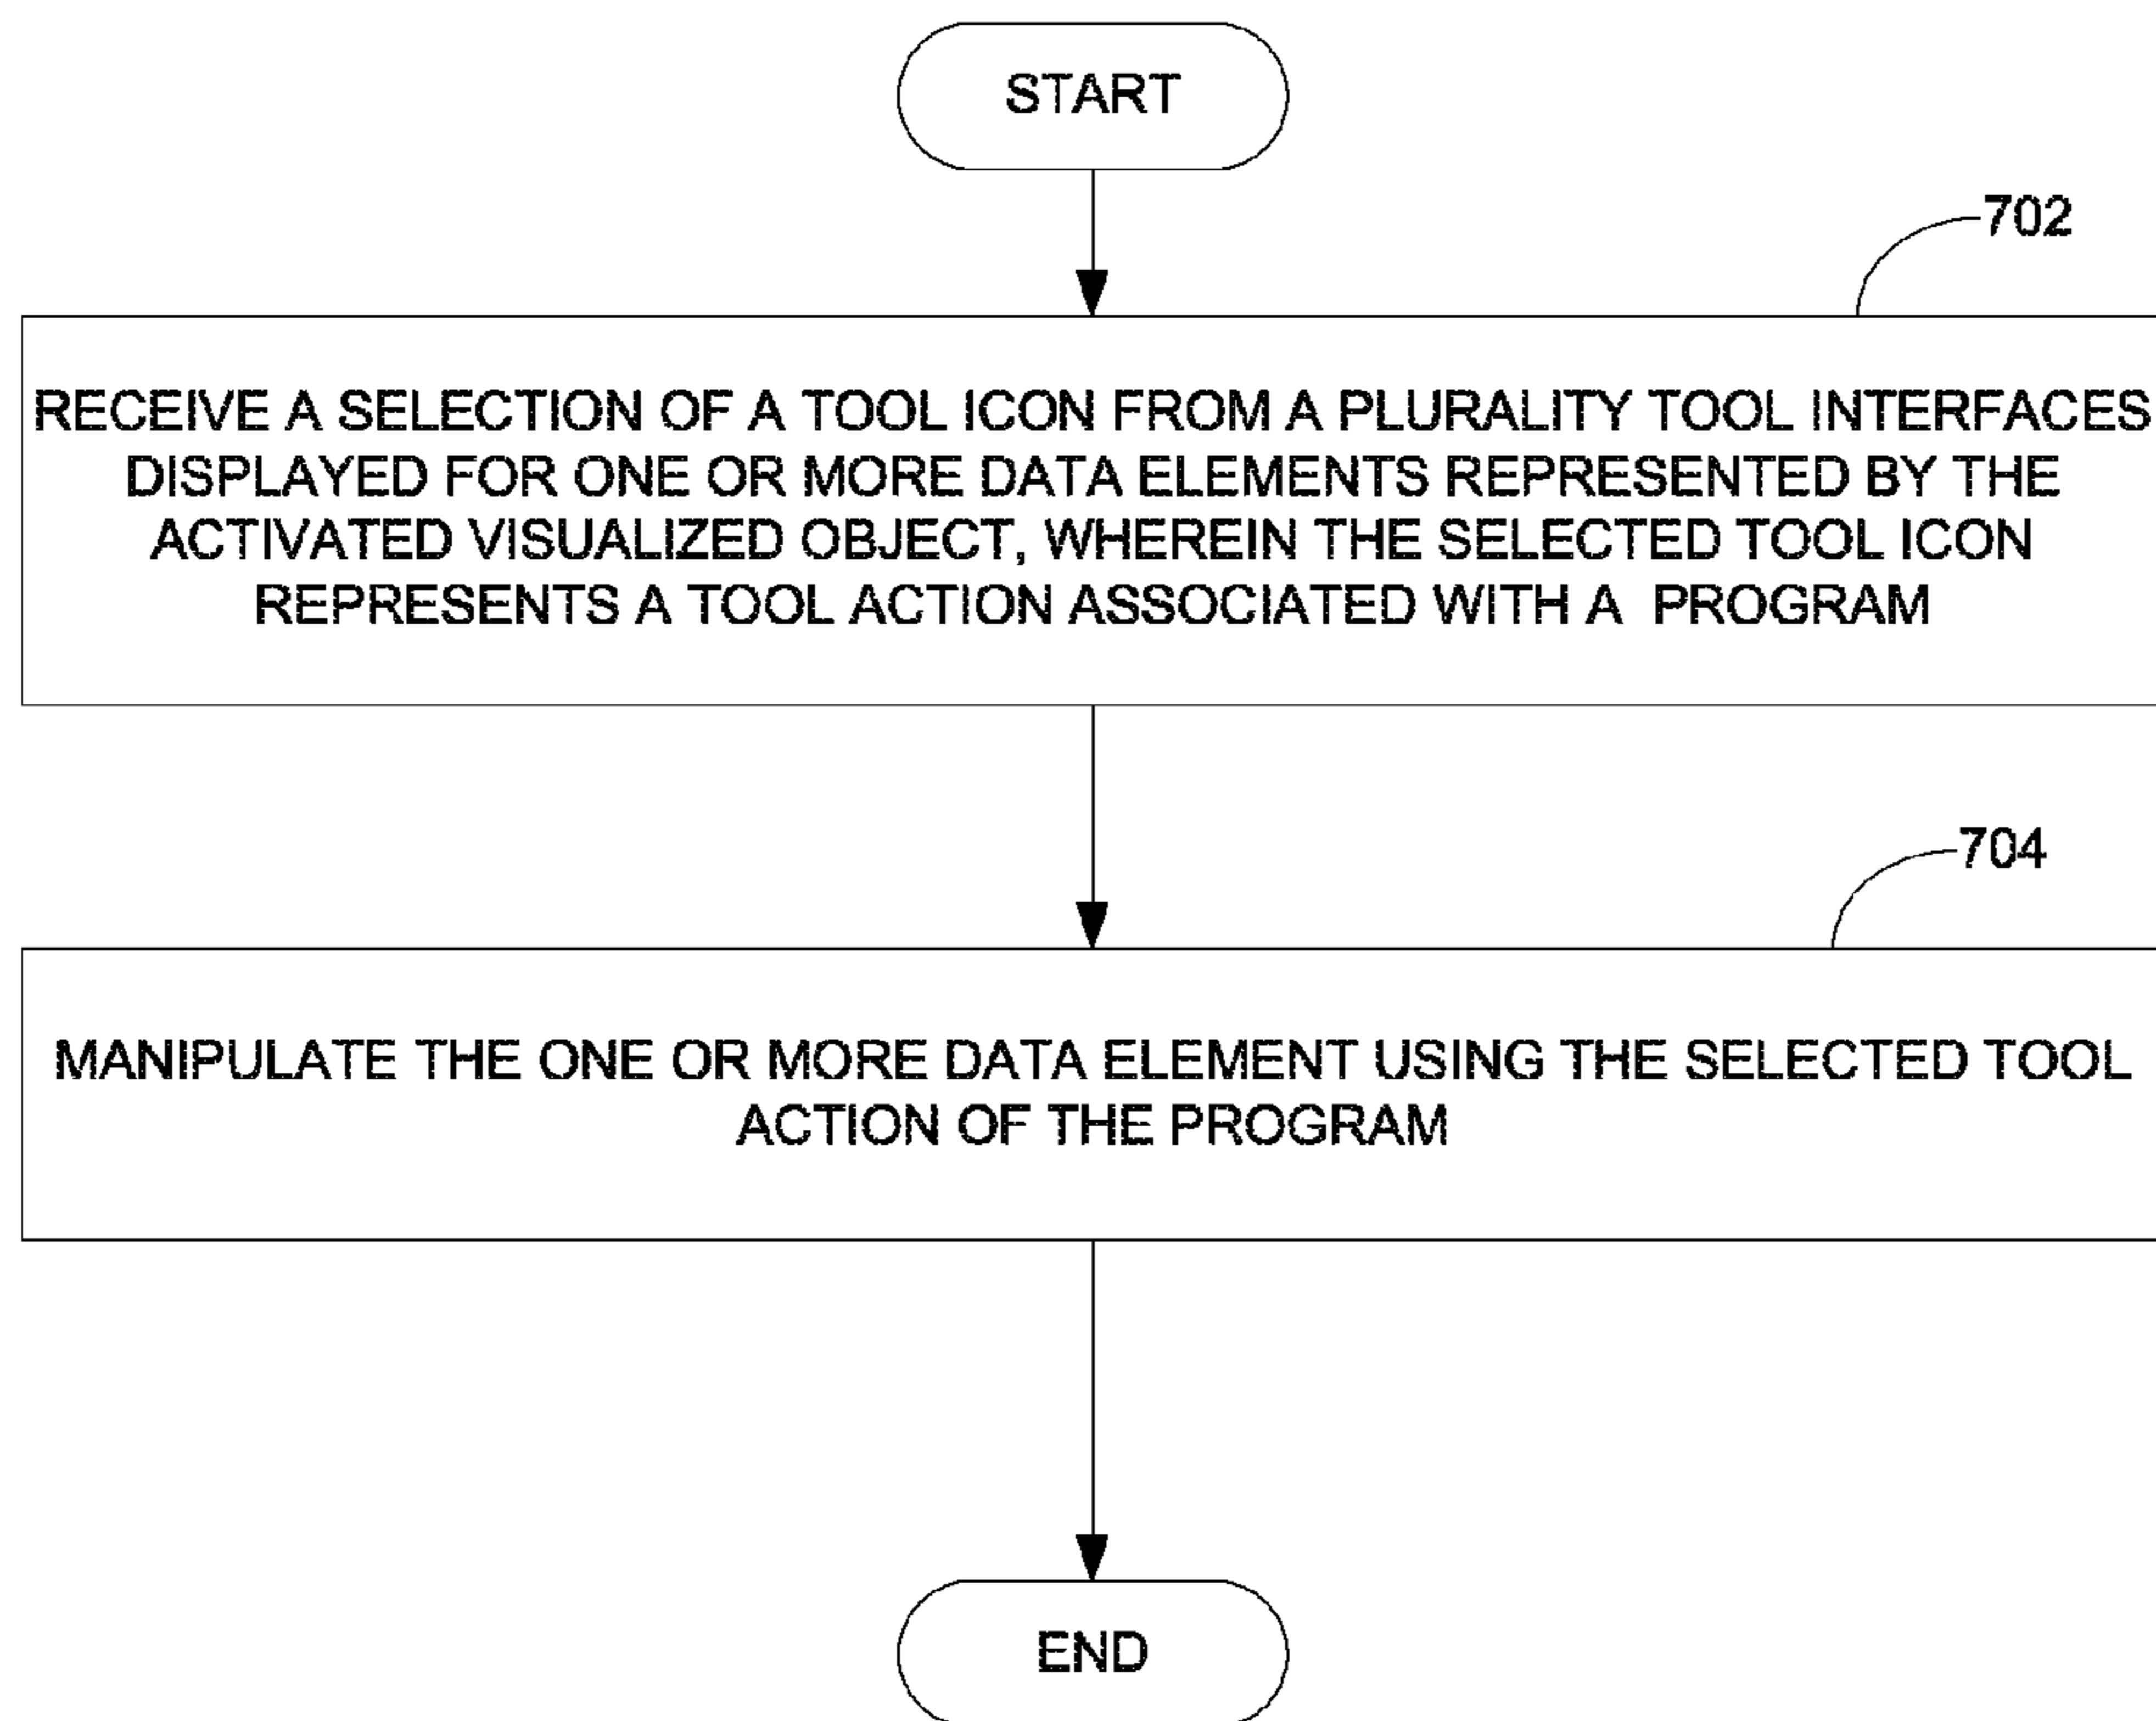 START
702
RECEIVE A SELECTION OF A TOOL ICON FROM A PLURALITY TOOL INTERFACES
DISPLAYED FOR ONE OR MORE DATA ELEMENTS REPRESENTED BY THE
ACTIVATED VISUALIZED OBJECT, WHEREIN THE SELECTED TOOL ICON
REPRESENTS A TOOL ACTION ASSOCIATED WITH A PROGRAM
704
MANIPULATE THE ONE OR MORE DATA ELEMENT USING THE SELECTED TOOL
ACTION OF THE PROGRAM
END